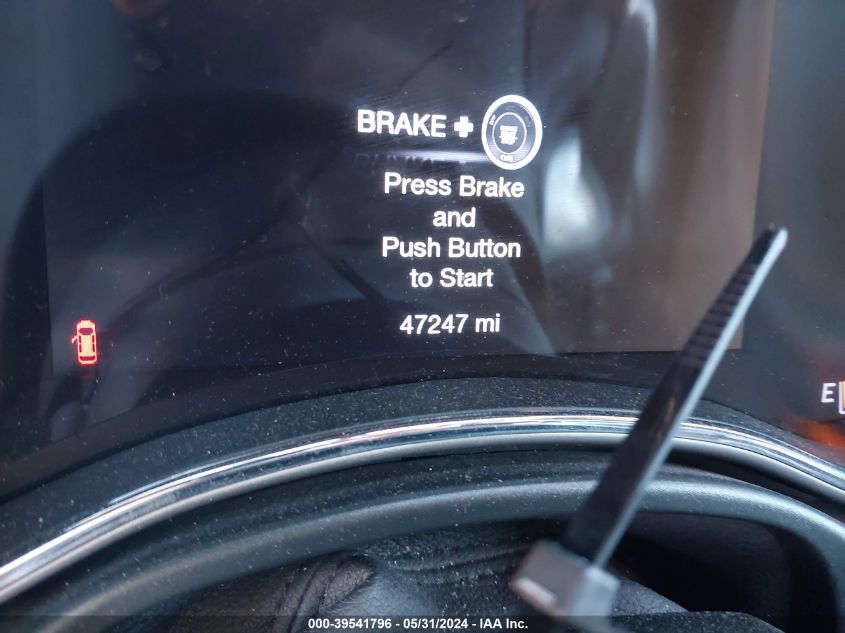 BRAKE +
Press Brake
and
Push Button
to Start
47247 mi
E
000-39541796 - 05/31/2024 - IAA Inc.